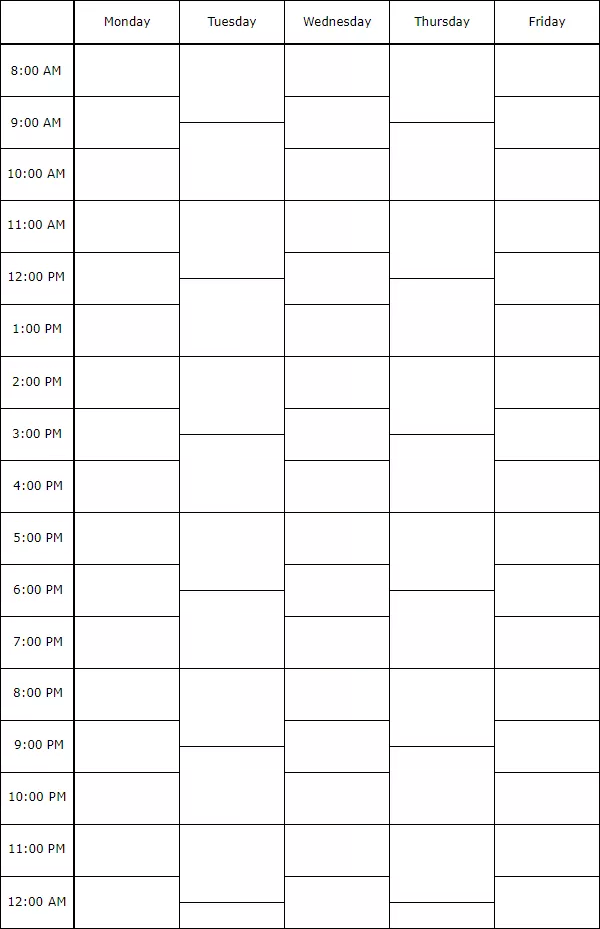 Monday Tuesday Wednesday Thursday Friday
8:00 AM
9:00 AM
10:00 AM
11:00 AM
12:00 PM
1:00 PM
2:00 PM
3:00 PM
4:00 PM
5:00 PM
6:00 PM
7:00 PM
8:00 PM
9:00 PM
10:00 PM
11:00 PM
12:00 AM